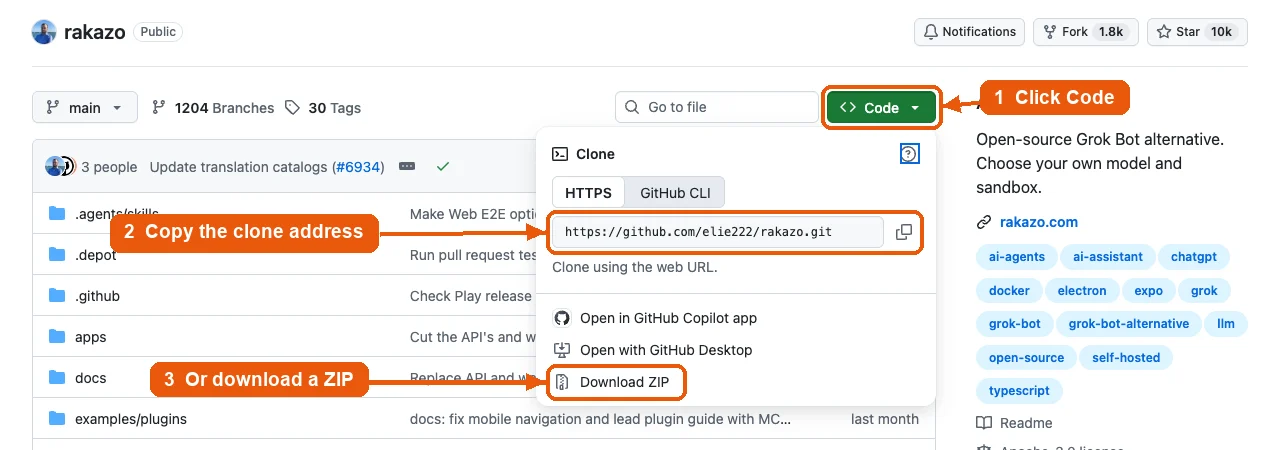 rakazo Public Notifications Fork 1.8k Star 10k
main 1204 Branches 30 Tags Go to file Code 1 Click Code
Open-source Grok Bot alternative.
Choose your own model and
sandbox.
rakazo.com
ai-agents ai-assistant chatgpt
docker electron expo grok
grok-bot grok-bot-alternative llm
open-source self-hosted
typescript
Readme
3 people Update translation catalogs (#6934)
.agents/skills Make Web E2E optio
2 Copy the clone address
.depot Run pull request tes
.github Check Play release
apps Cut the API's and w
docs Replace API and w
3 Or download a ZIP
examples/plugins docs: fix mobile navigation and lead plugin guide with MC... last month
Clone
HTTPS GitHub CLI
https://github.com/elie222/rakazo.git
Clone using the web URL.
Open in GitHub Copilot app
Open with GitHub Desktop
Download ZIP